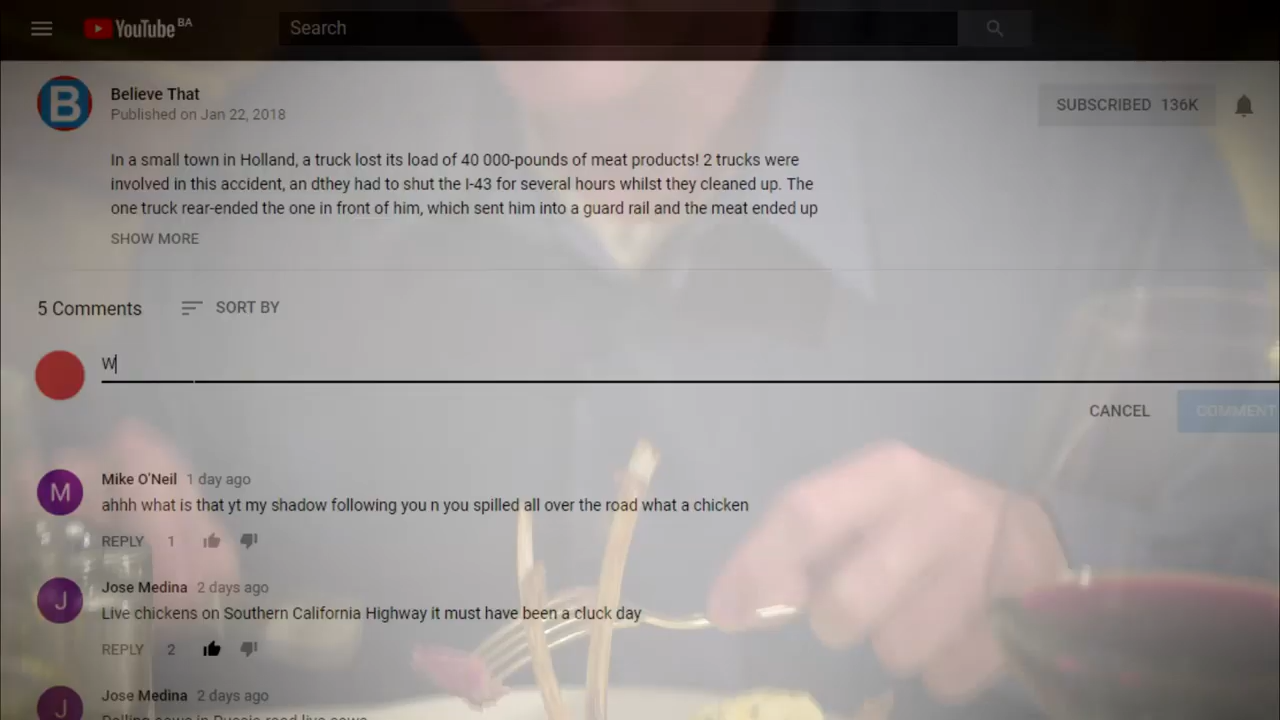 YouTube BA
Search
B
Believe That
Published on Jan 22, 2018
SUBSCRIBED 136K
In a small town in Holland, a truck lost its load of 40 000-pounds of meat products! 2 trucks were
involved in this accident, an dthey had to shut the I-43 for several hours whilst they cleaned up. The
one truck rear-ended the one in front of him, which sent him into a guard rail and the meat ended up
SHOW MORE
5 Comments
SORT BY
W
CANCEL
COMMENT
M
Mike O'Neil 1 day ago
ahhh what is that yt my shadow following you n you spilled all over the road what a chicken
REPLY 1
J
Jose Medina 2 days ago
Live chickens on Southern California Highway it must have been a cluck day
REPLY 2
J
Jose Medina 2 days ago